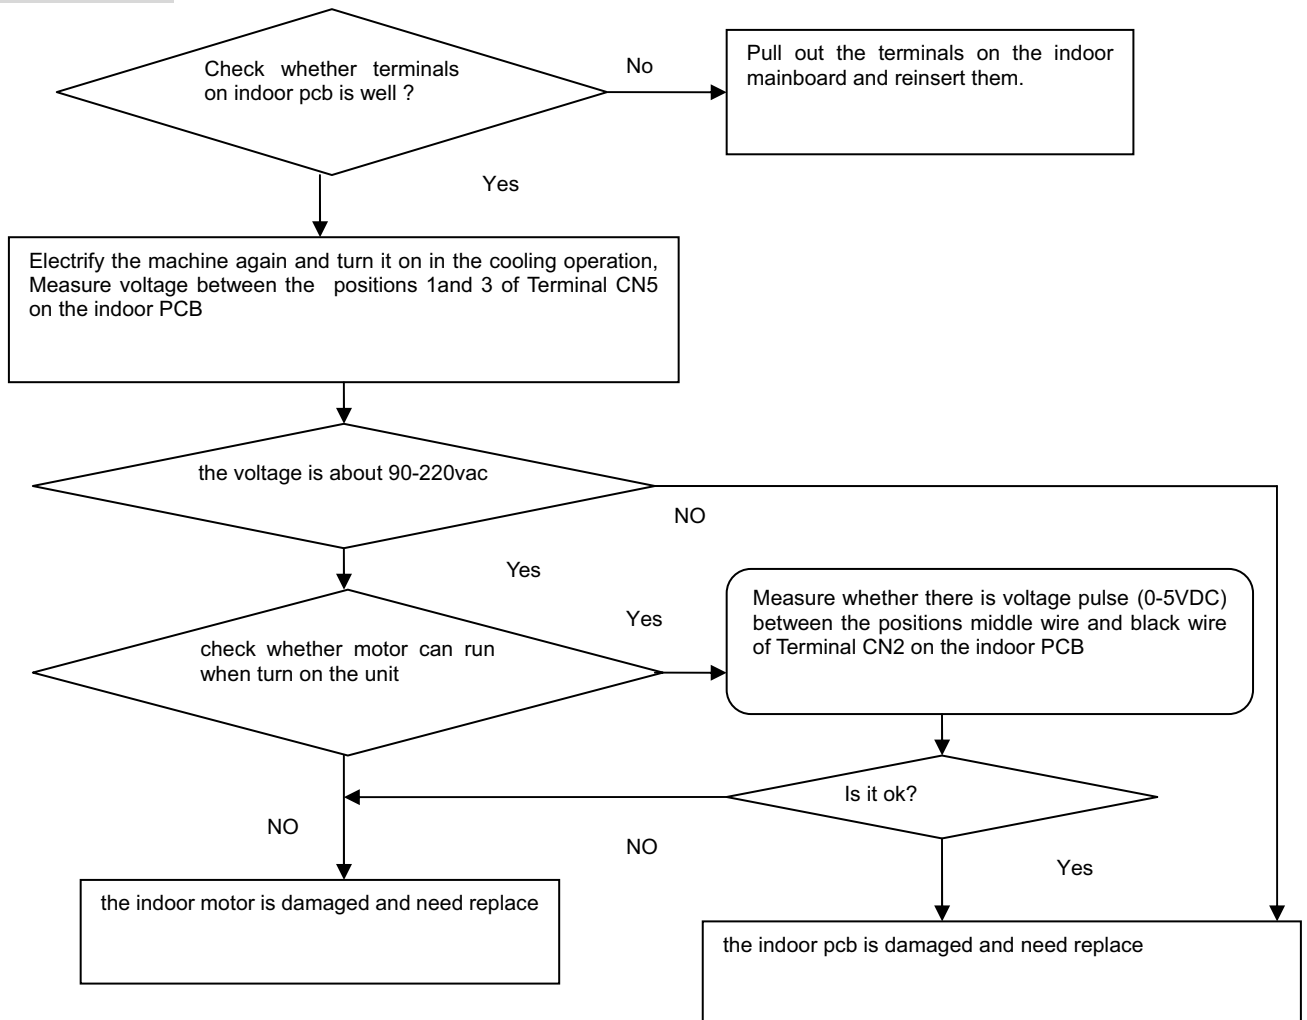 Check whether terminals
on indoor pcb is well ?
No
Pull out the terminals on the indoor
mainboard and reinsert them.
Yes
Electrify the machine again and turn it on in the cooling operation,
Measure voltage between the positions 1and 3 of Terminal CN5
on the indoor PCB
the voltage is about 90-220vac
NO
Yes
check whether motor can run
when turn on the unit
Yes
Measure whether there is voltage pulse (0-5VDC)
between the positions middle wire and black wire
of Terminal CN2 on the indoor PCB
Is it ok?
NO
NO
Yes
the indoor motor is damaged and need replace
the indoor pcb is damaged and need replace